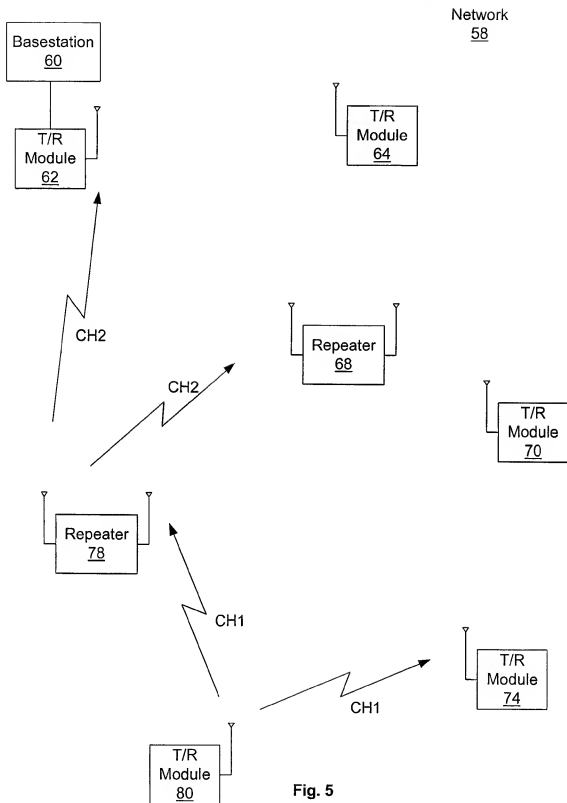 Network
58
Basestation
60
T/R
Module
62
T/R
Module
64
CH2
CH2
Repeater
68
T/R
Module
70
Repeater
78
CH1
T/R
Module
74
CH1
T/R
Module
80
Fig. 5